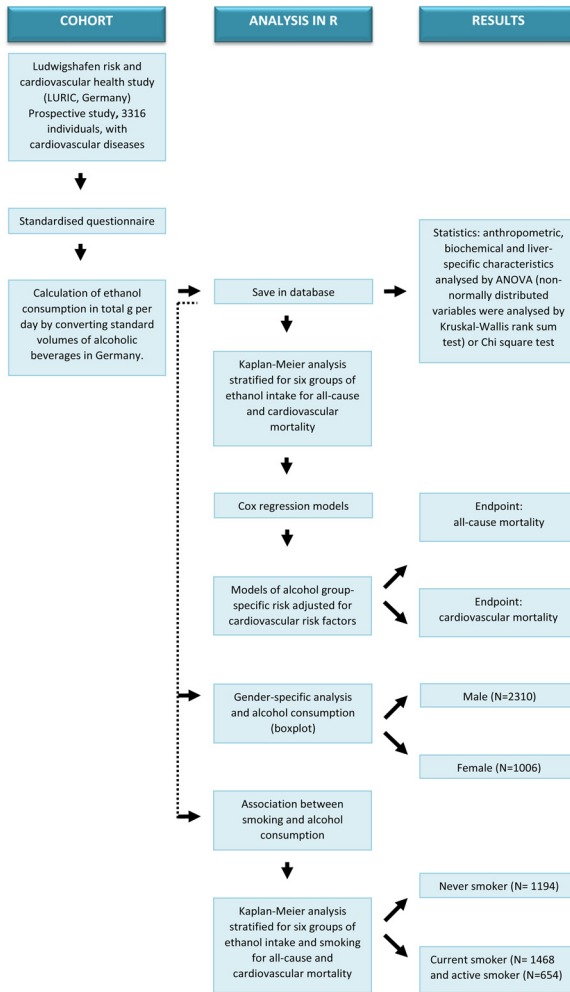 COHORT
Ludwigshafen risk and
cardiovascular health study
(LURIC, Germany)
Prospective study, 3316
individuals, with
cardiovascular diseases
Standardised questionnaire
Calculation of ethanol
consumption in total g per
day by converting standard
volumes of alcoholic
beverages in Germany.
ANALYSIS IN R
Save in database
Kaplan-Meier analysis
stratified for six groups of
ethanol intake for all-cause
and cardiovascular
mortality
Cox regression models
Models of alcohol group-
specific risk adjusted for
cardiovascular risk factors
Gender-specific analysis
and alcohol consumption
(boxplot)
Association between
smoking and alcohol
consumption
Kaplan-Meier analysis
stratified for six groups of
ethanol intake and smoking
for all-cause and
cardiovascular mortality
RESULTS
Statistics: anthropometric,
biochemical and liver-
specific characteristics
analysed by ANOVA (non-
normally distributed
variables were analysed by
Kruskal-Wallis rank sum
test) or Chi square test
Endpoint:
all-cause mortality
Endpoint:
cardiovascular mortality
Male (N=2310)
Female (N=1006)
Never smoker (N= 1194)
Current smoker (N= 1468
and active smoker (N=654)